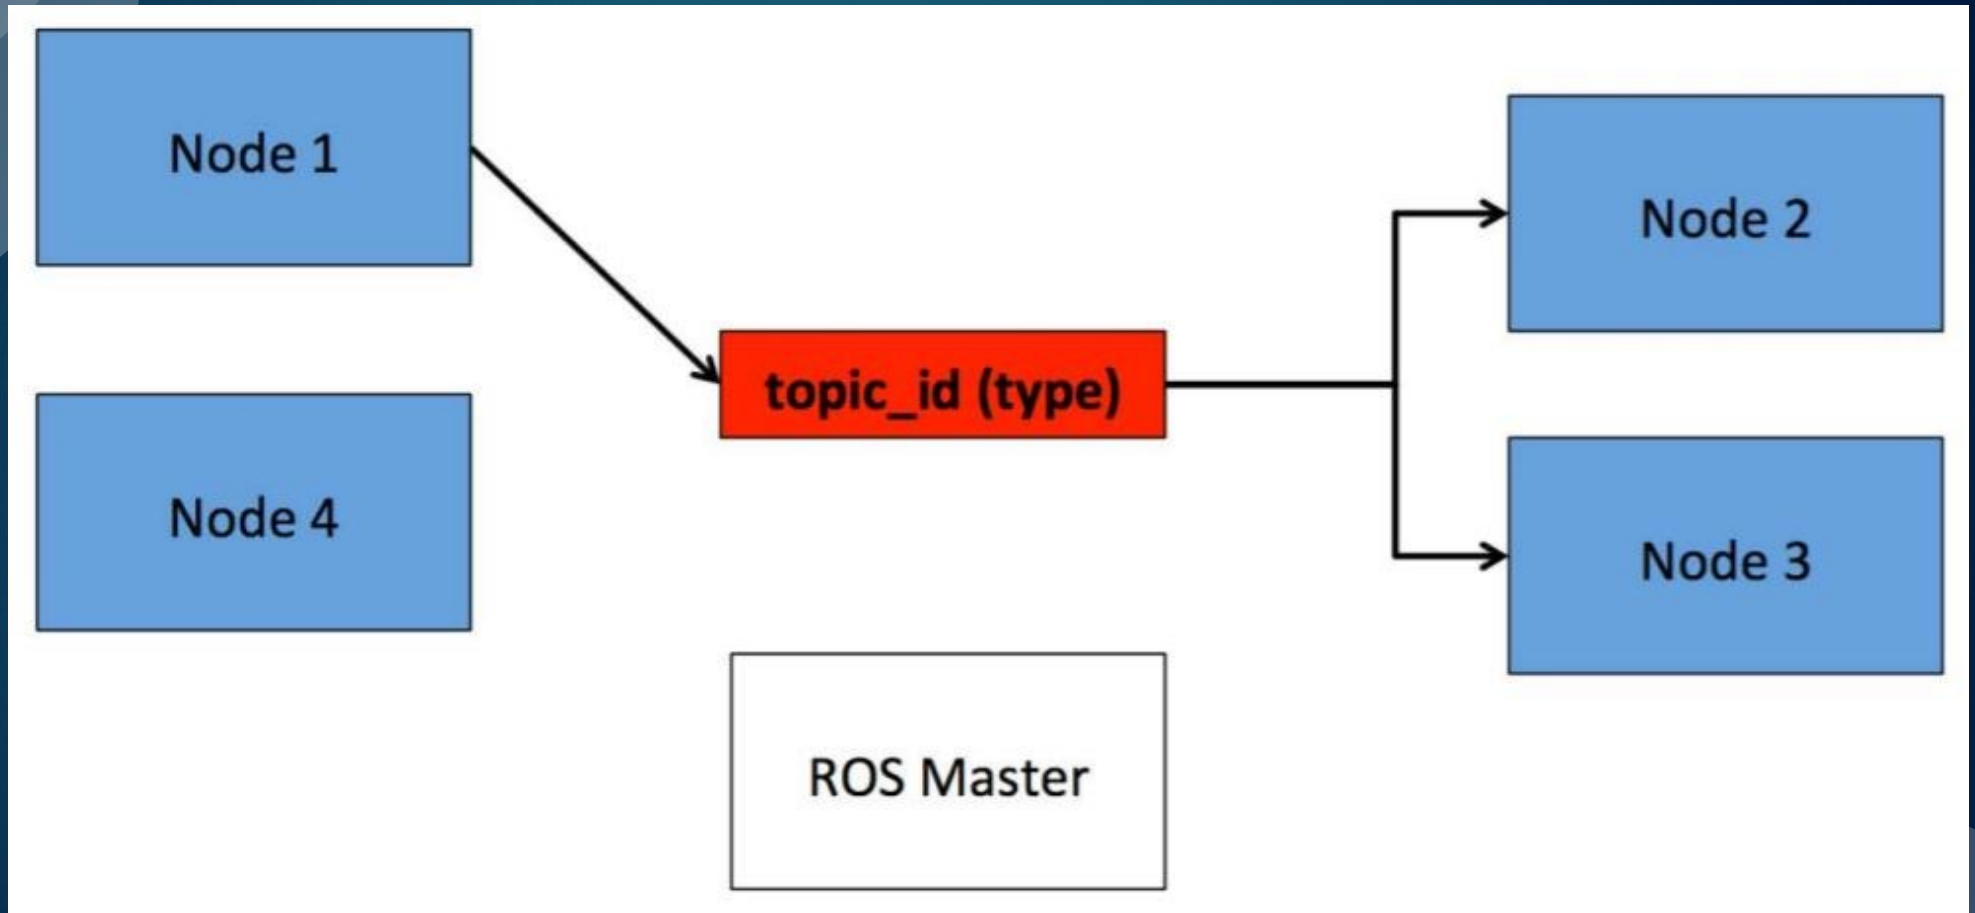 Node 1
Node 2
topic_id (type)
Node 4
Node 3
ROS Master